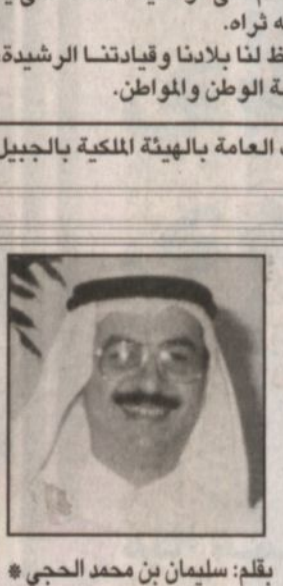 ه ثراه.
ظ لنا بلادنا وقيادتنا الرشيدة،
ة الوطن والمواطن.
العامة بالهيئة الملكية بالجبيل
بقلم: سليمان بن محمد الحجي *